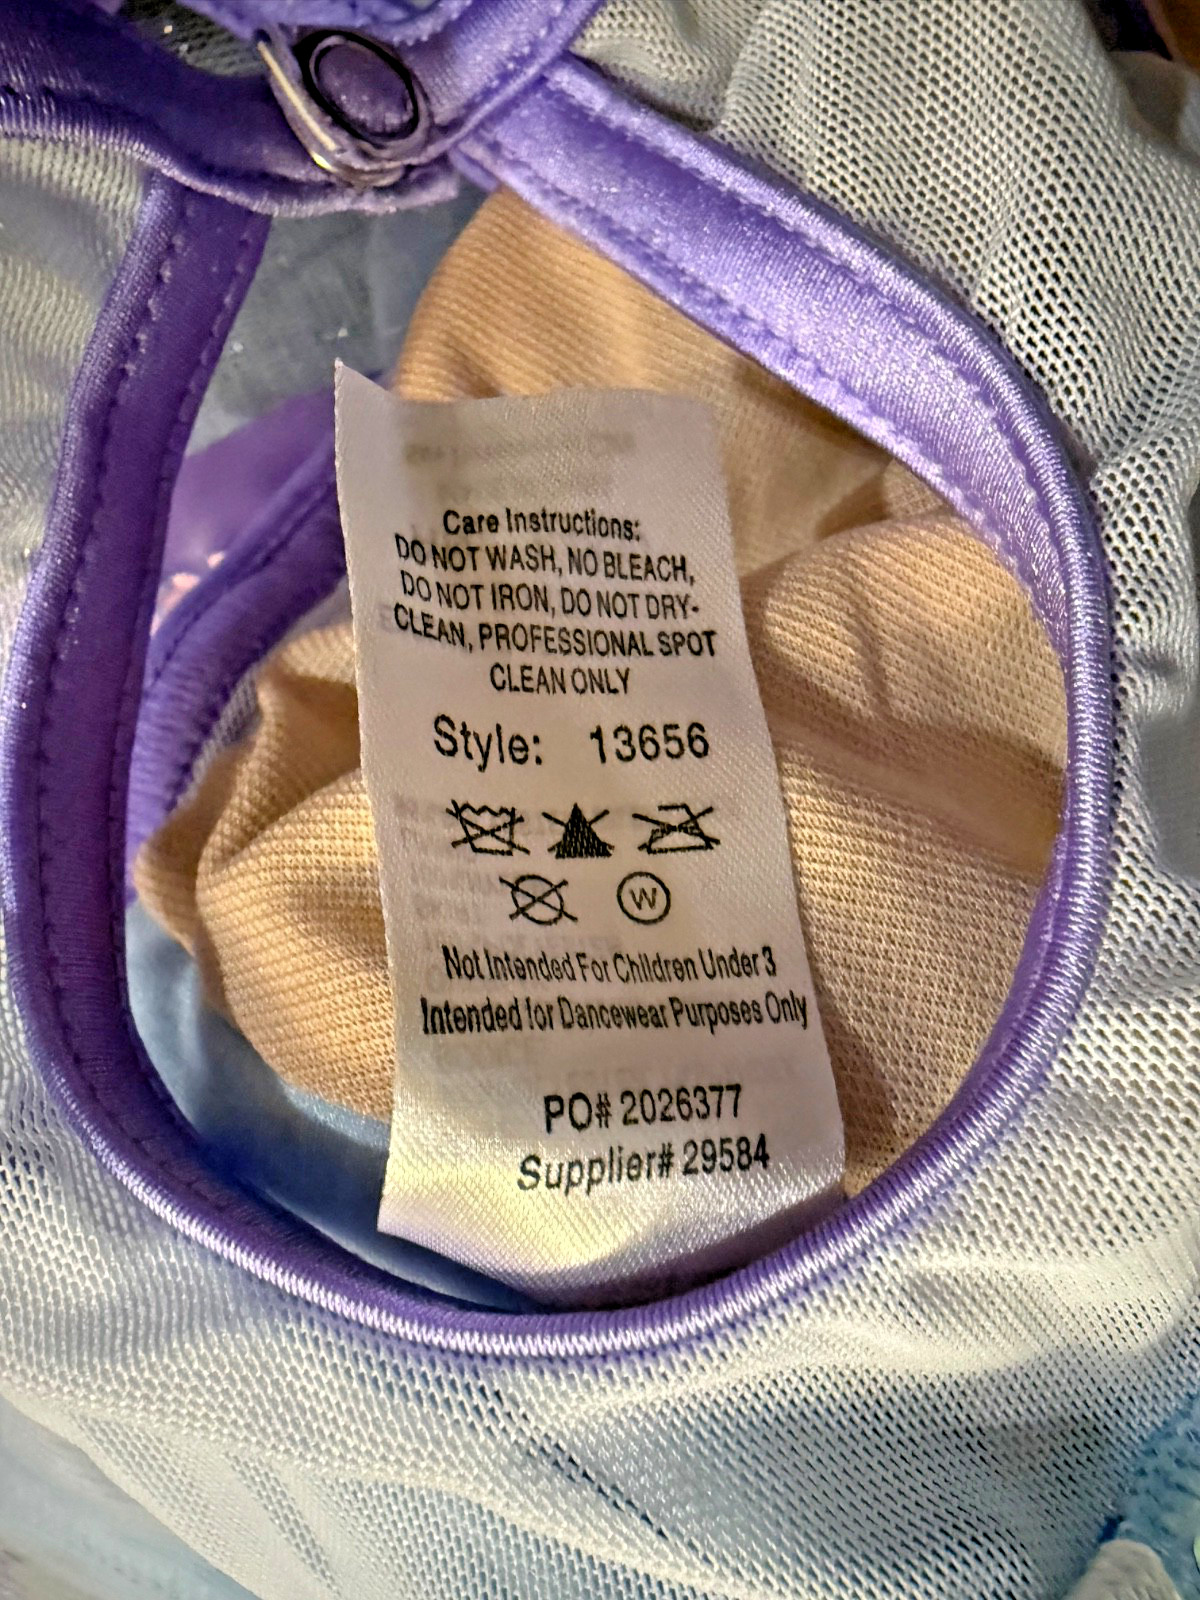 Care Instructions:
DO NOT WASH, NO BLEACH,
DO NOT IRON, DO NOT DRY-
CLEAN, PROFESSIONAL SPOT
CLEAN ONLY
Style: 13656
W
Not Intended For Children Under 3
Intended for Dancewear Purposes Only
PO# 2026377
Supplier# 29584